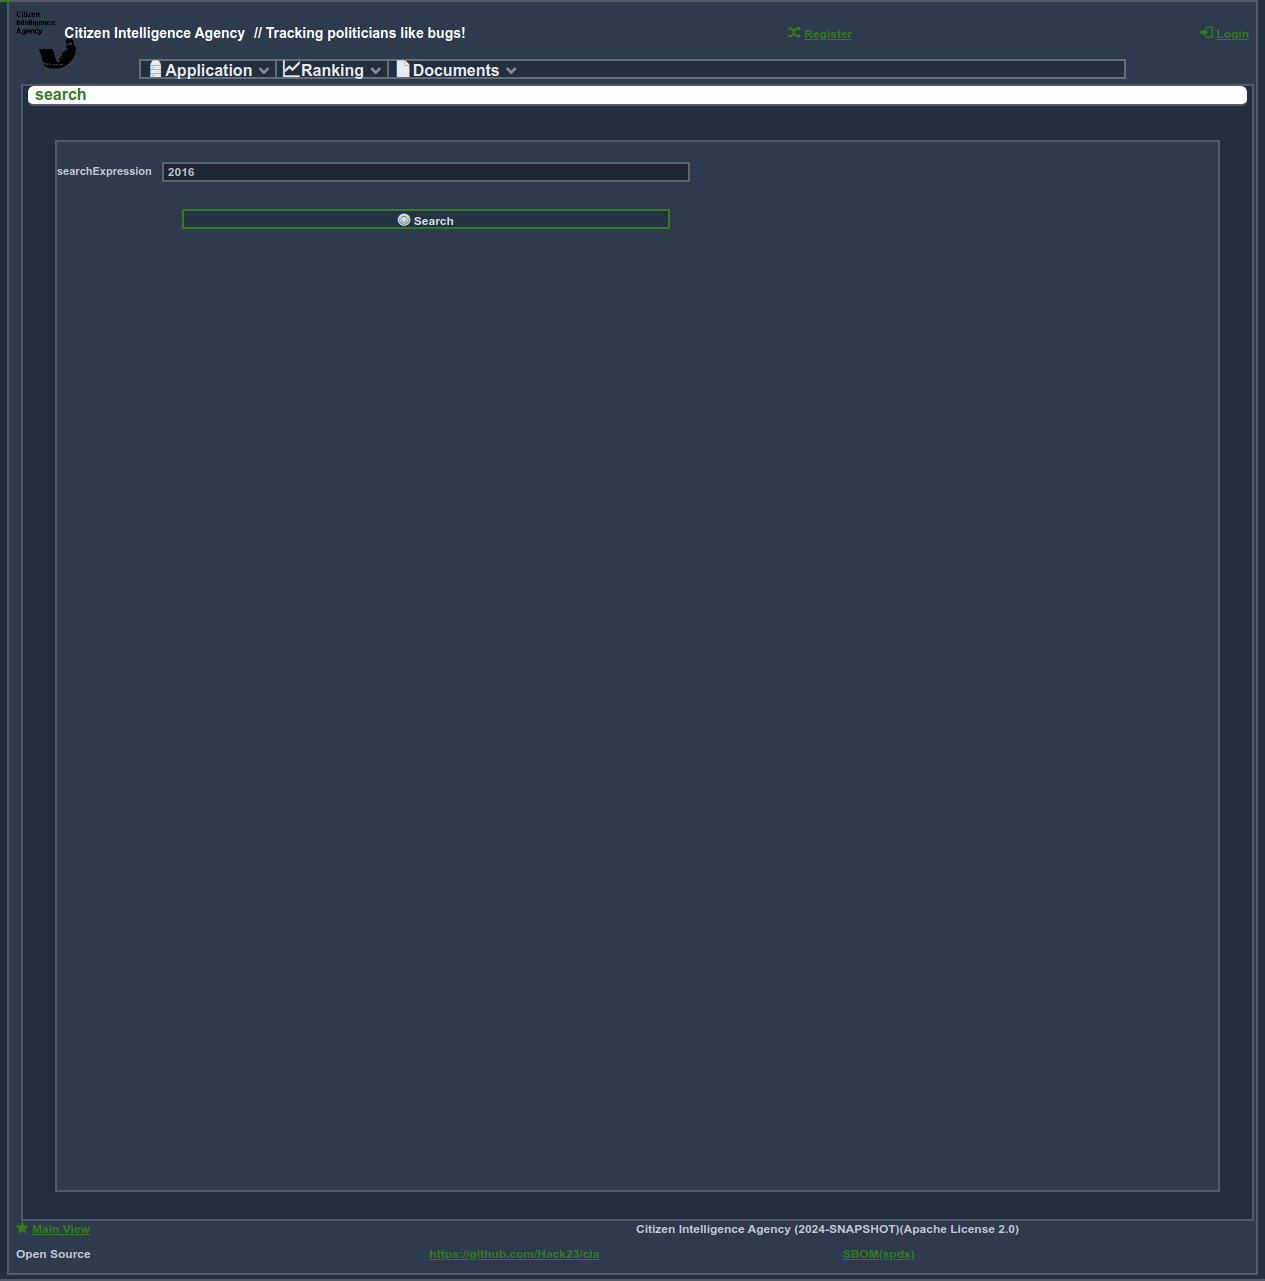 Citizen
Intelligence
Agency
Citizen Intelligence Agency // Tracking politicians like bugs!
Register
Login
Application
Ranking
Documents
search
searchExpression
2016
Search
Main View
Citizen Intelligence Agency (2024-SNAPSHOT)(Apache License 2.0)
Open Source
https://github.com/Hack23/cia
SBOM(spdx)